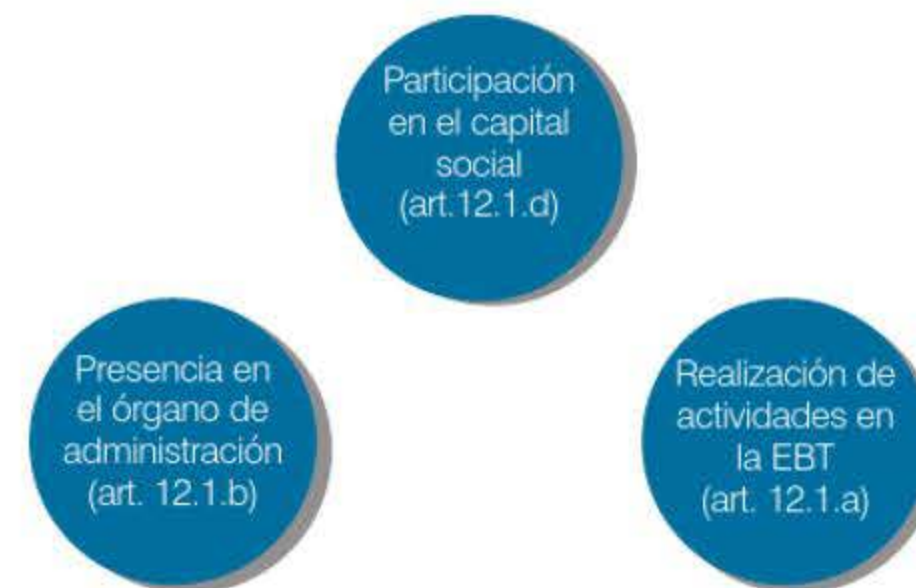 Participación
en el capital
social
(art.12.1.d)
Presencia en
el órgano de
administración
(art. 12.1.b)
Realización de
actividades en
la EBT
(art. 12.1.a)